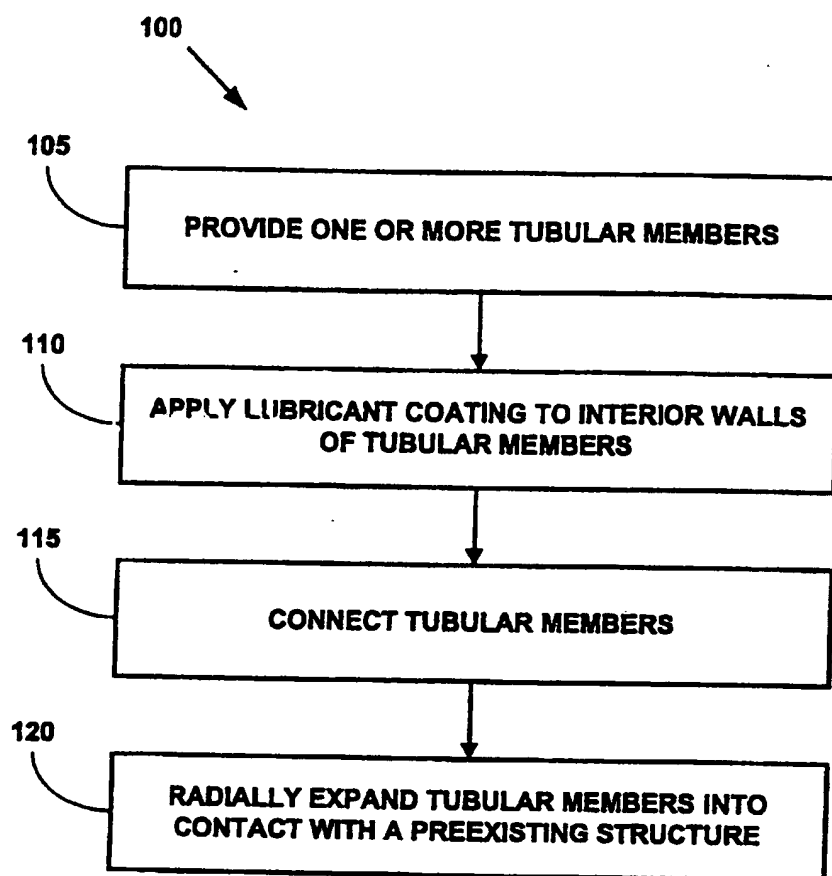 100
105
PROVIDE ONE OR MORE TUBULAR MEMBERS
110
APPLY LUBRICANT COATING TO INTERIOR WALLS
OF TUBULAR MEMBERS
115
CONNECT TUBULAR MEMBERS
120
RADIALLY EXPAND TUBULAR MEMBERS INTO
CONTACT WITH A PREEXISTING STRUCTURE